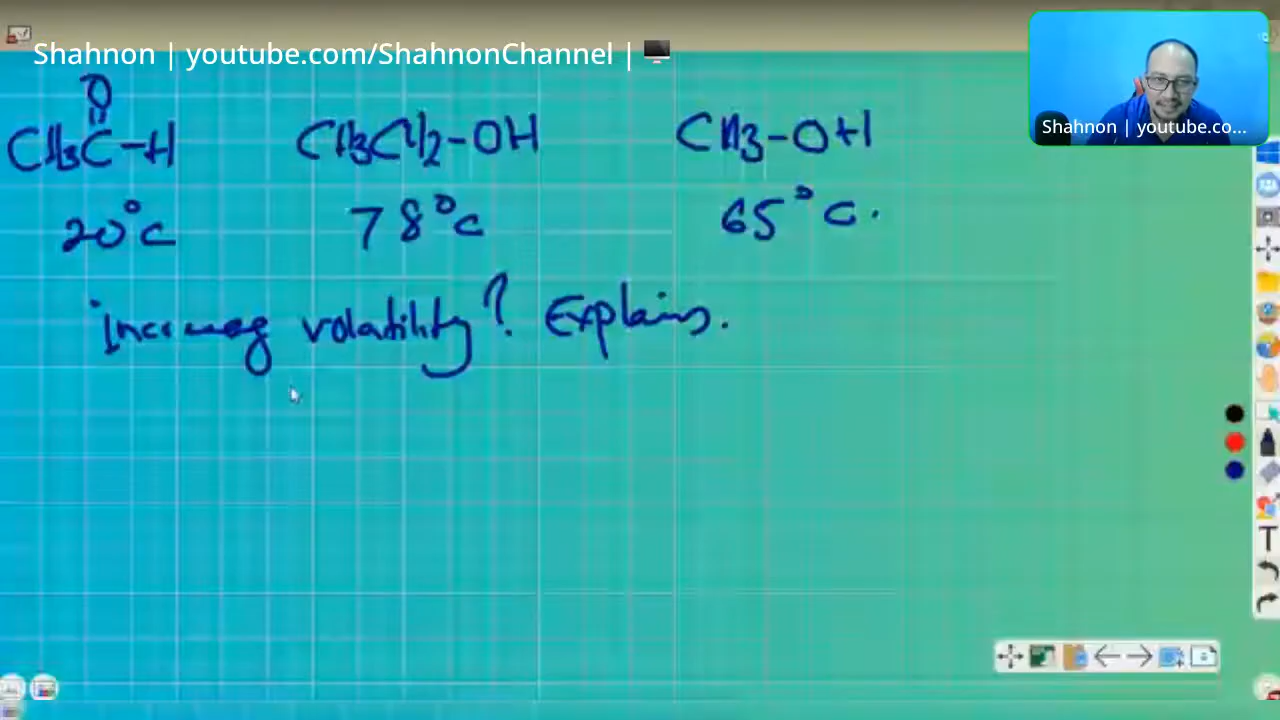 Shahnon | youtube.com/ShahnonChannel |
Shahnon | youtube.co...
O
CH3C-H CH3CH2-OH CH3-OH
20°C 78°C 65°C.
increasing volatility? Explain.
T